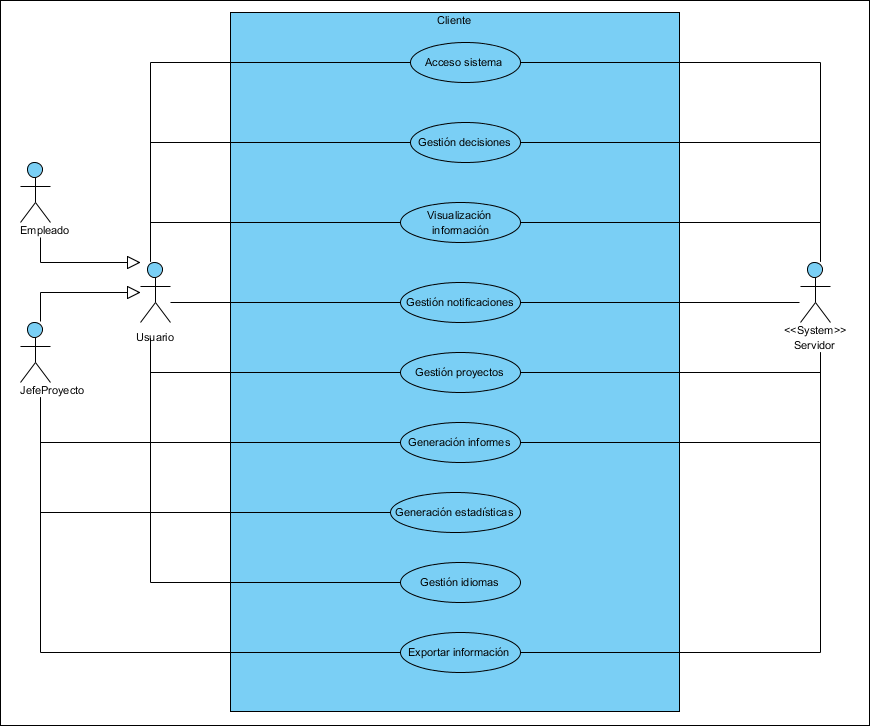 Cliente
Acceso sistema
Gestión decisiones
Empleado
Visualización
información
Gestión notificaciones
Usuario
<<System>>
Servidor
Gestión proyectos
JefeProyecto
Generación informes
Generación estadísticas
Gestión idiomas
Exportar información